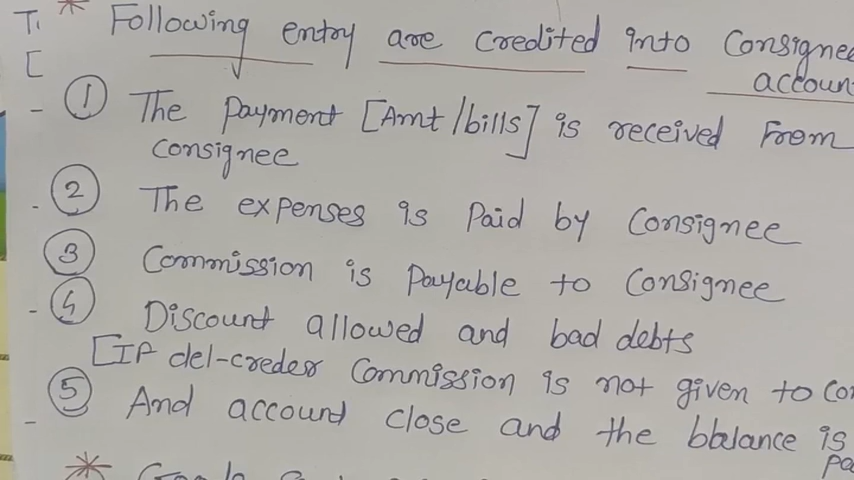 Following entry are credited into Consignee
account
[
- ① The Payment [Amt/bills] is received From
consignee
- ② The expenses is Paid by Consignee
③ Commission is Payable to Consignee
- ④ Discount allowed and bad debts
[IF del-creder Commission is not given to Con
- ⑤ And account close and the bbalance is
pa